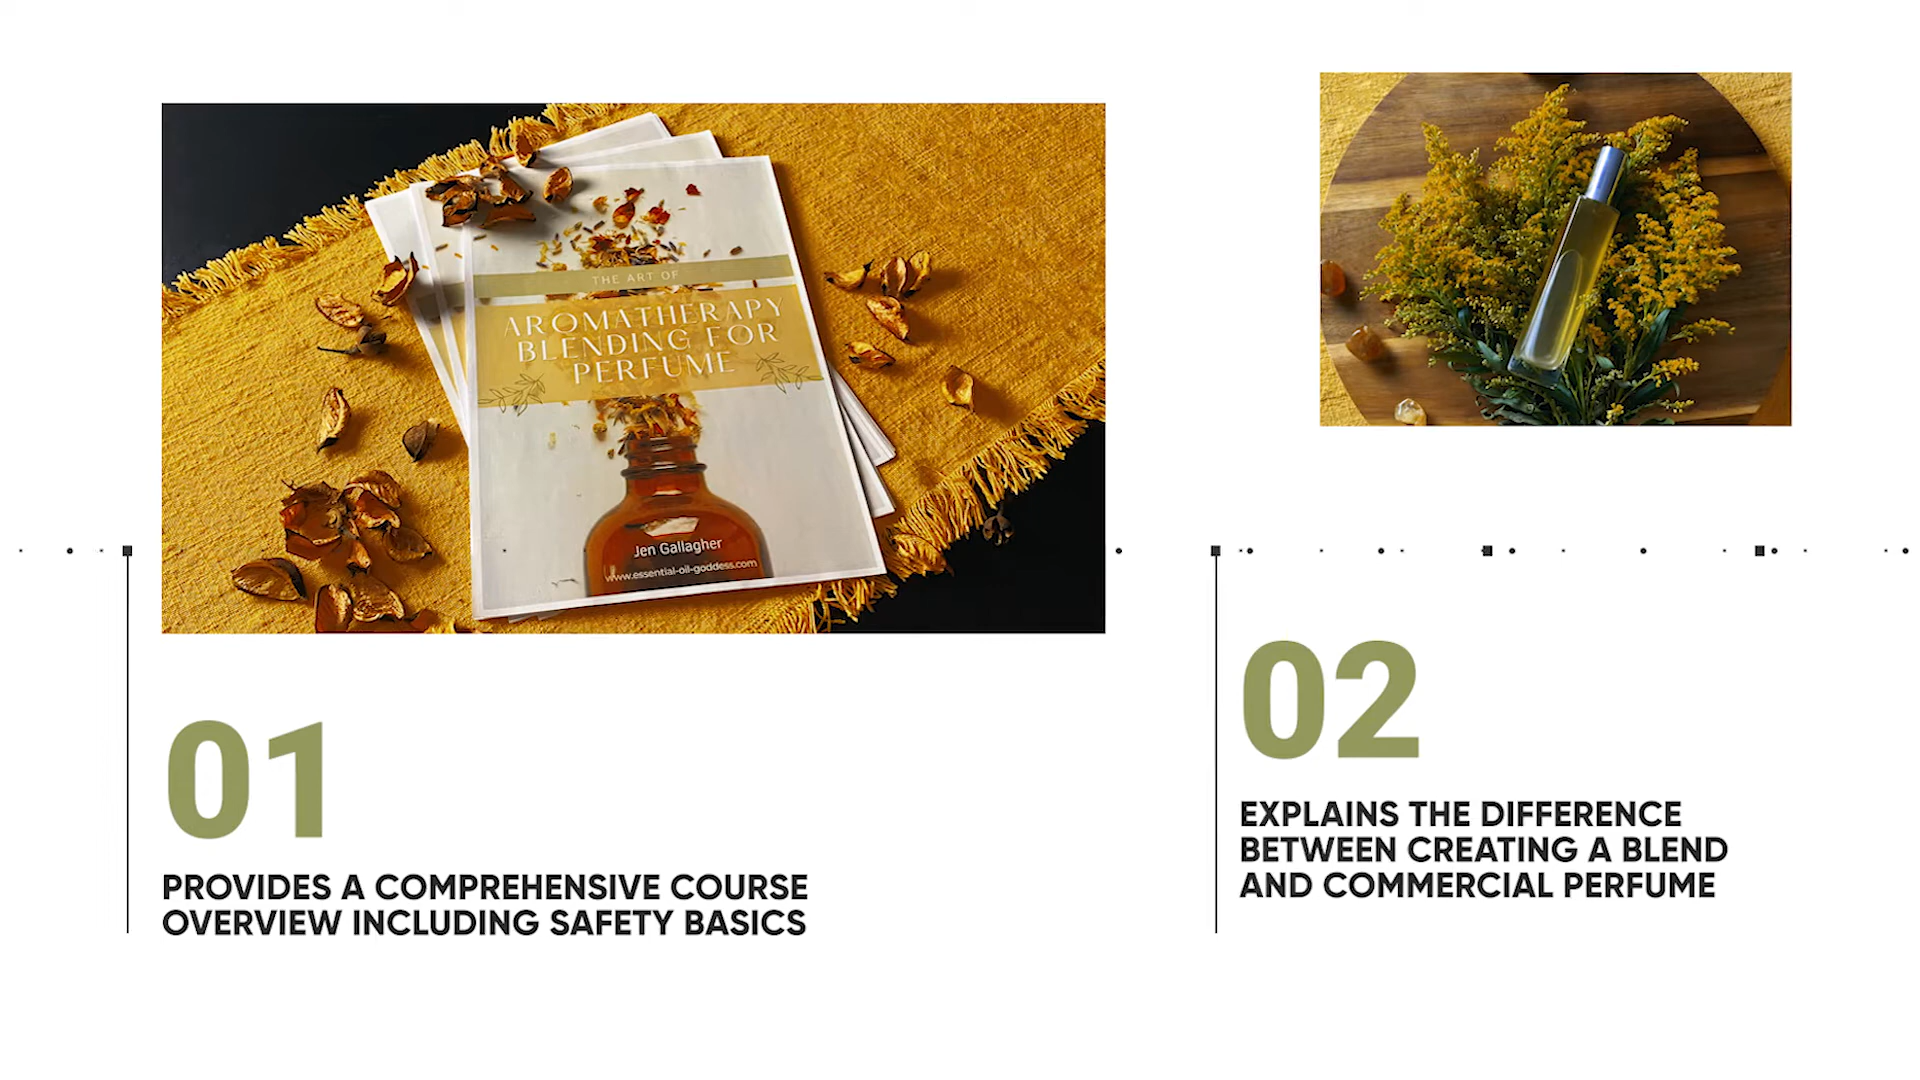 THE ART OF
AROMATHERAPY
BLENDING FOR
PERFUME
Jen Gallagher
www.essential-oil-goddess.com
01
PROVIDES A COMPREHENSIVE COURSE
OVERVIEW INCLUDING SAFETY BASICS
02
EXPLAINS THE DIFFERENCE
BETWEEN CREATING A BLEND
AND COMMERCIAL PERFUME